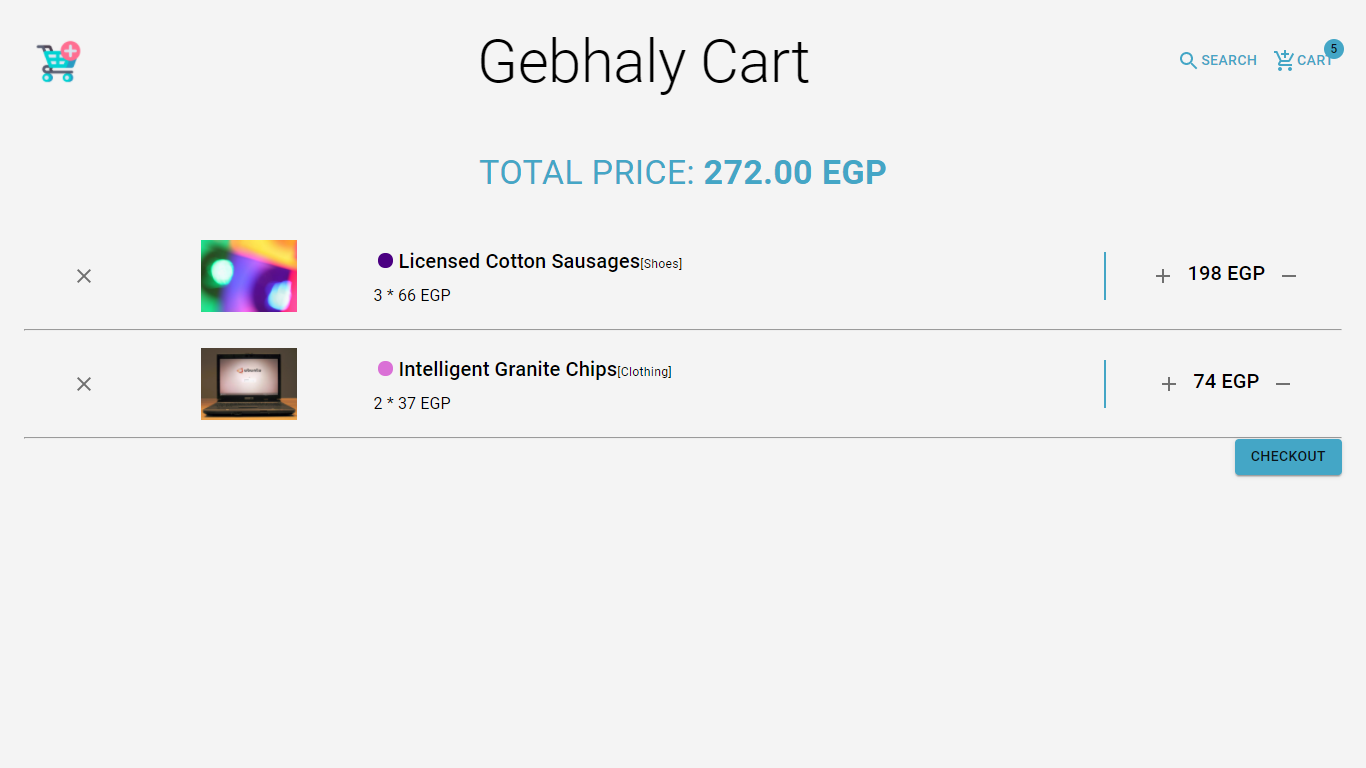 Gebhaly Cart
SEARCH
CART
5
TOTAL PRICE: 272.00 EGP
Licensed Cotton Sausages[Shoes]
3 * 66 EGP
198 EGP
Intelligent Granite Chips[Clothing]
2 * 37 EGP
74 EGP
CHECKOUT